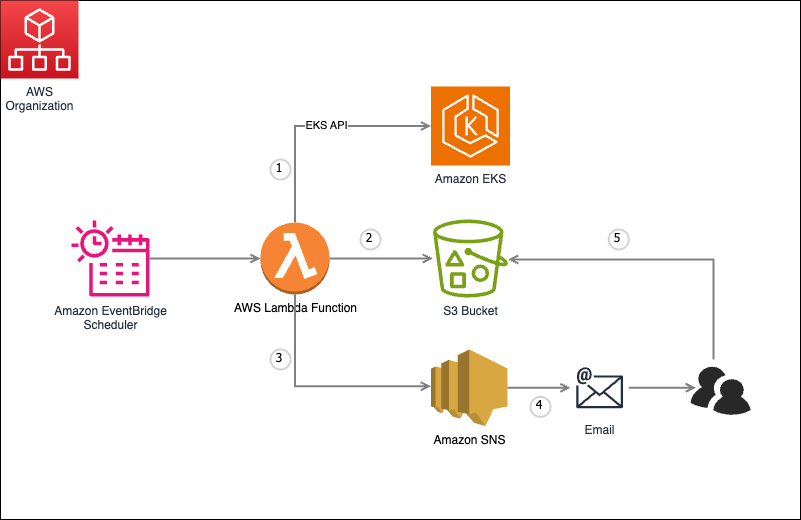 AWS
Organization
EKS API
Amazon EKS
1
2
5
Amazon EventBridge
Scheduler
AWS Lambda Function
S3 Bucket
3
4
Amazon SNS
@
Email